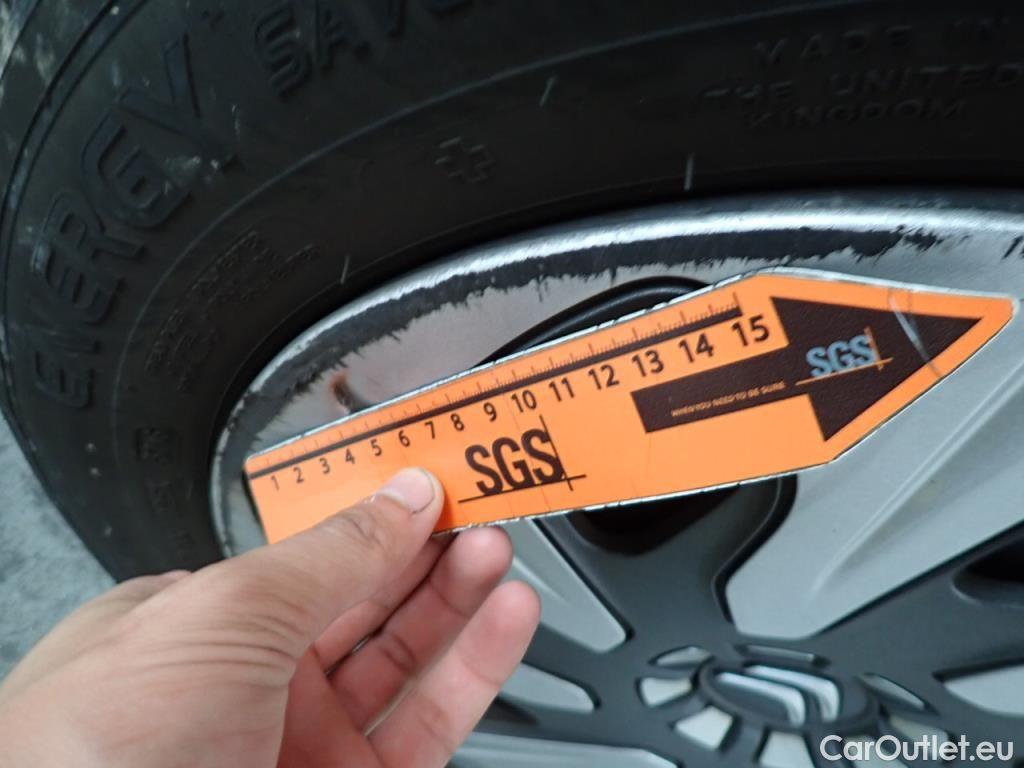 ENERGY SAVER
MADE IN
THE UNITED
KINGDOM
1 2 3 4 5 6 7 8 9 10 11 12 13 14 15
SGS
WHEN YOU NEED TO BE SURE
SGS
CarOutlet.eu